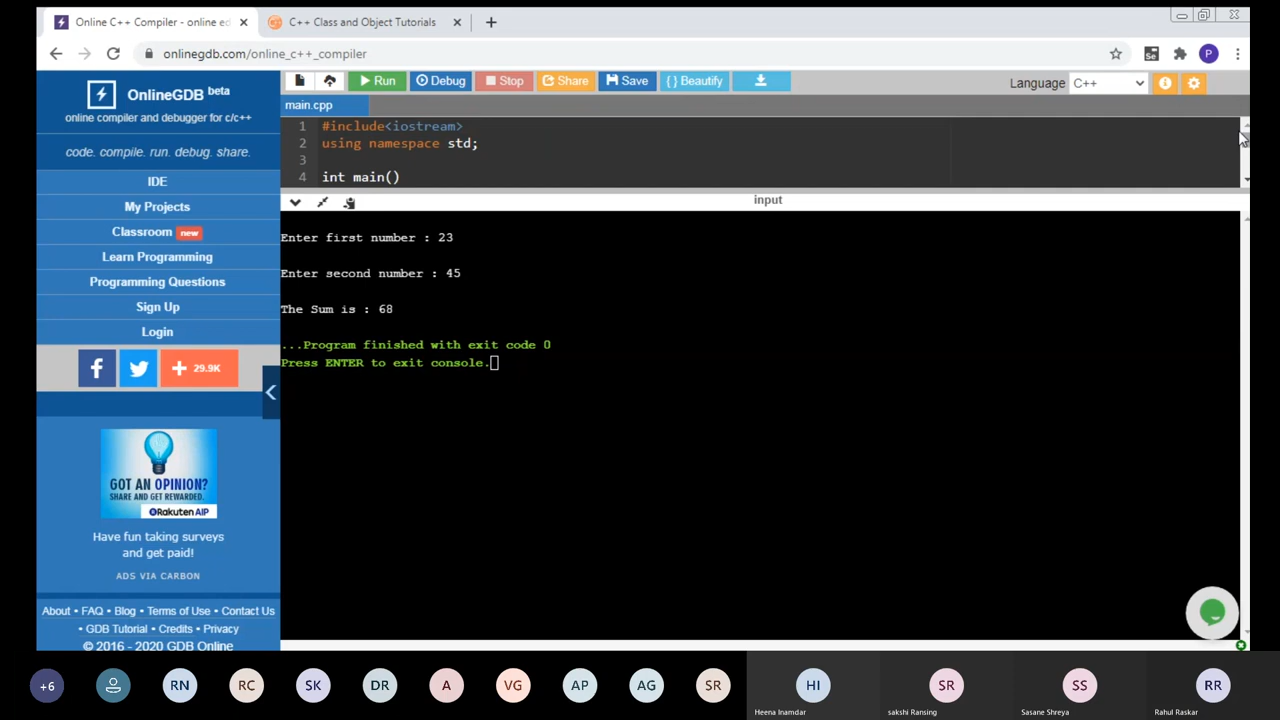 Online C++ Compiler - online ed
C++ Class and Object Tutorials
onlinegdb.com/online_c++_compiler
Se
P
OnlineGDB beta
online compiler and debugger for c/c++
code. compile. run. debug. share.
IDE
My Projects
Classroom new
Learn Programming
Programming Questions
Sign Up
Login
f
+ 29.9K
GOT AN OPINION?
SHARE AND GET REWARDED.
Rakuten AIP
Have fun taking surveys
and get paid!
ADS VIA CARBON
About • FAQ • Blog • Terms of Use • Contact Us
• GDB Tutorial • Credits • Privacy
© 2016 - 2020 GDB Online
Run
Debug
Stop
Share
Save
{ } Beautify
Language C++
main.cpp
1 #include<iostream>
2 using namespace std;
3
4 int main()
input
Enter first number : 23
Enter second number : 45
The Sum is : 68
...Program finished with exit code 0
Press ENTER to exit console.
+6
RN
RC
SK
DR
A
VG
AP
AG
SR
HI
Heena Inamdar
SR
sakshi Ransing
SS
Sasane Shreya
RR
Rahul Raskar